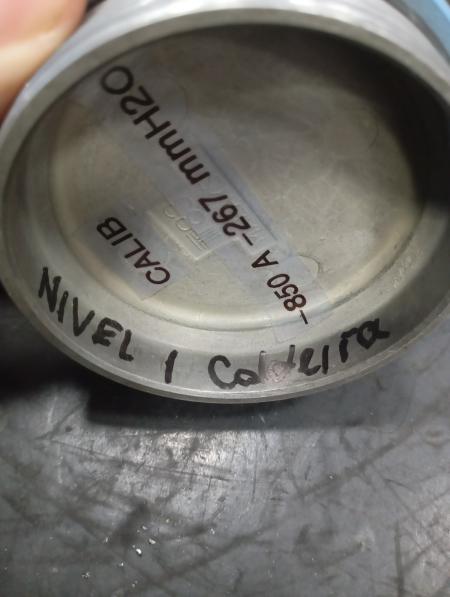 CALIB -850 A -267 mmH2O
NIVEL 1 Caldeira